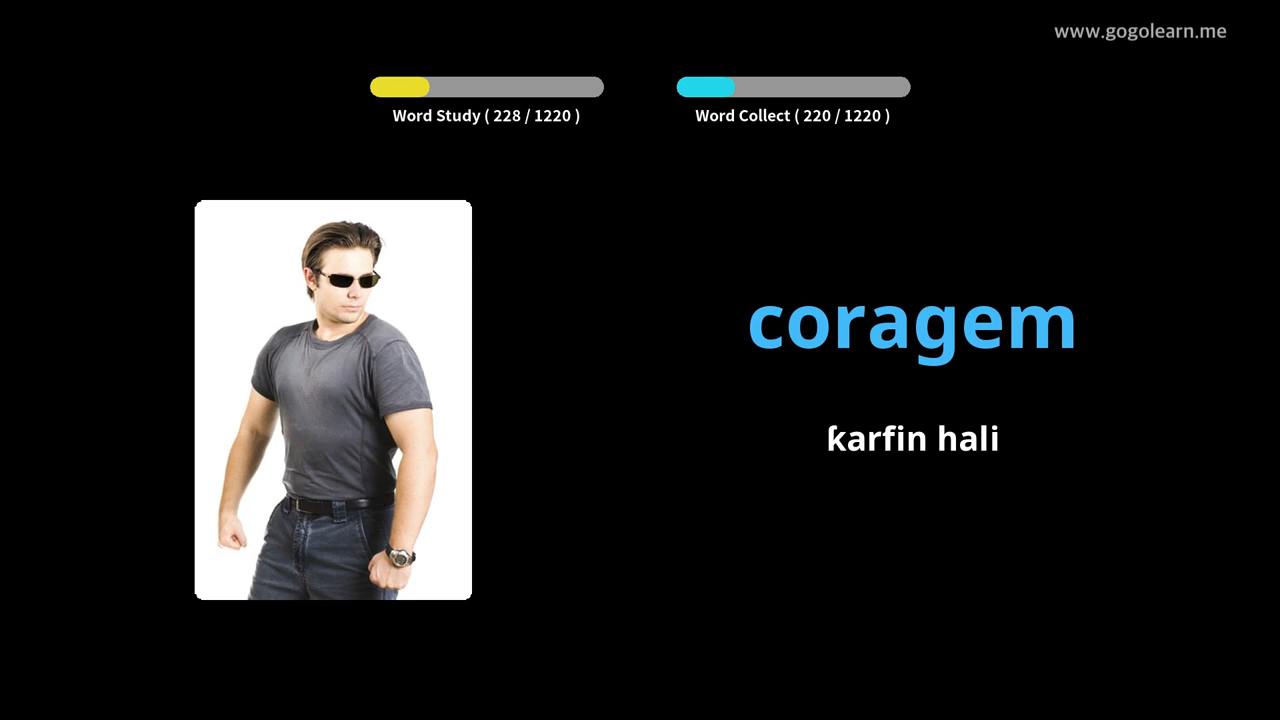 www.gogolearn.me
Word Study ( 228 / 1220 )
Word Collect ( 220 / 1220 )
coragem
ƙarfin hali